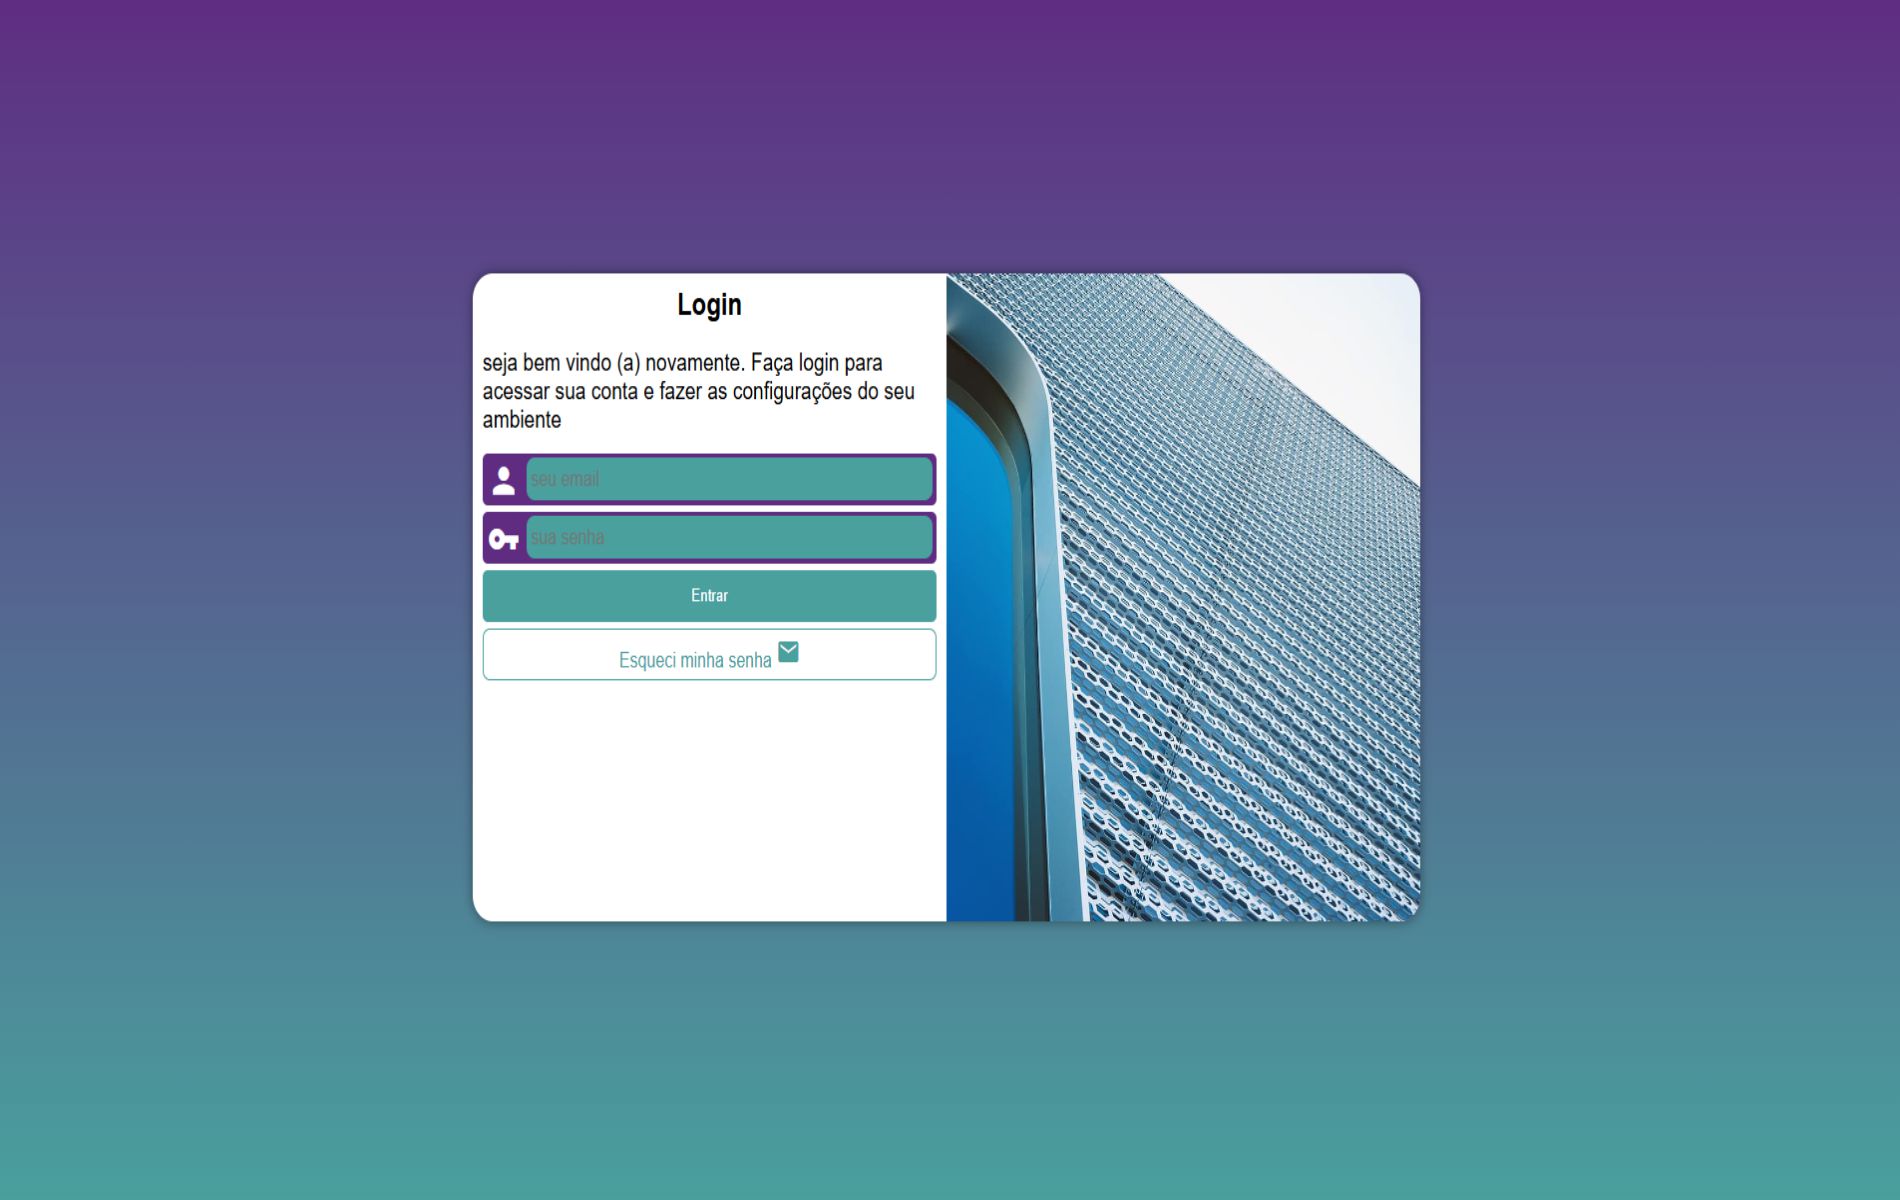 Login
seja bem vindo (a) novamente. Faça login para
acessar sua conta e fazer as configurações do seu
ambiente
seu email
sua senha
Entrar
Esqueci minha senha